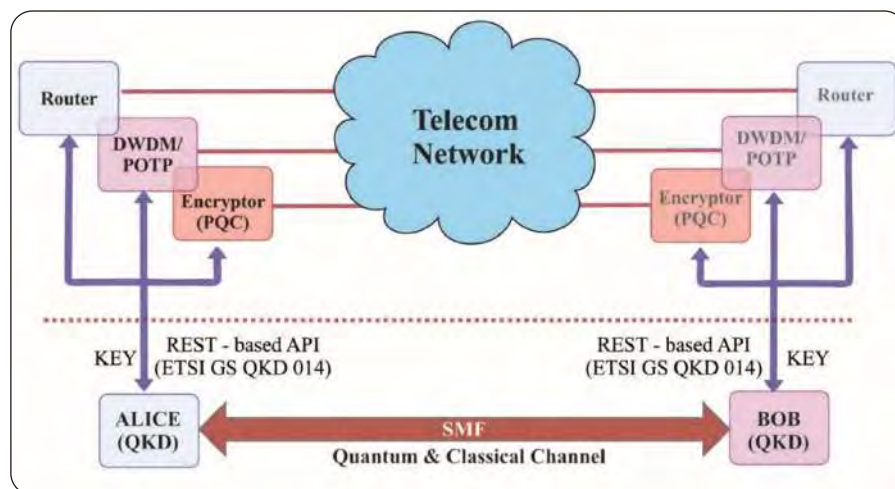 Router
DWDM/
POTP
Encryptor
(PQC)
Telecom
Network
Router
DWDM/
POTP
Encryptor
(PQC)
KEY
REST - based API
(ETSI GS QKD 014)
REST - based API
(ETSI GS QKD 014)
KEY
ALICE
(QKD)
SMF
Quantum & Classical Channel
BOB
(QKD)